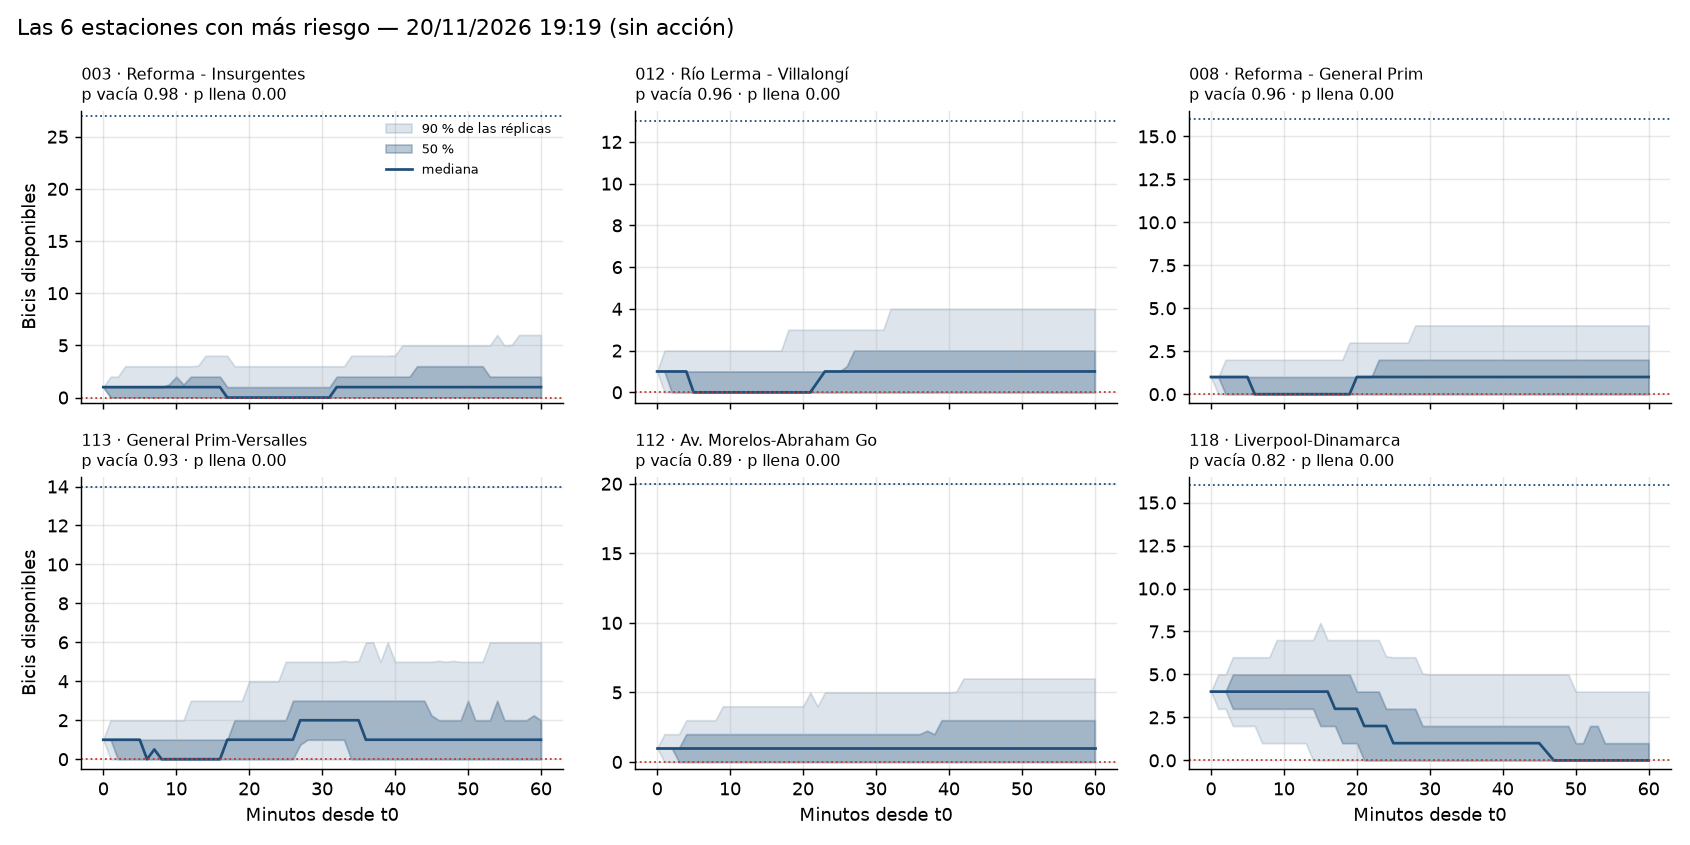 Las 6 estaciones con más riesgo — 20/11/2026 19:19 (sin acción)
003 · Reforma - Insurgentes
p vacía 0.98 · p llena 0.00
012 · Río Lerma - Villalongí
p vacía 0.96 · p llena 0.00
008 · Reforma - General Prim
p vacía 0.96 · p llena 0.00
90 % de las réplicas
50 %
mediana
Bicis disponibles
25
20
15
10
5
0
12
10
8
6
4
2
0
15.0
12.5
10.0
7.5
5.0
2.5
0.0
113 · General Prim-Versalles
p vacía 0.93 · p llena 0.00
112 · Av. Morelos-Abraham Go
p vacía 0.89 · p llena 0.00
118 · Liverpool-Dinamarca
p vacía 0.82 · p llena 0.00
Bicis disponibles
14
12
10
8
6
4
2
0
20
15
10
5
0
15.0
12.5
10.0
7.5
5.0
2.5
0.0
0 10 20 30 40 50 60
0 10 20 30 40 50 60
0 10 20 30 40 50 60
Minutos desde t0
Minutos desde t0
Minutos desde t0